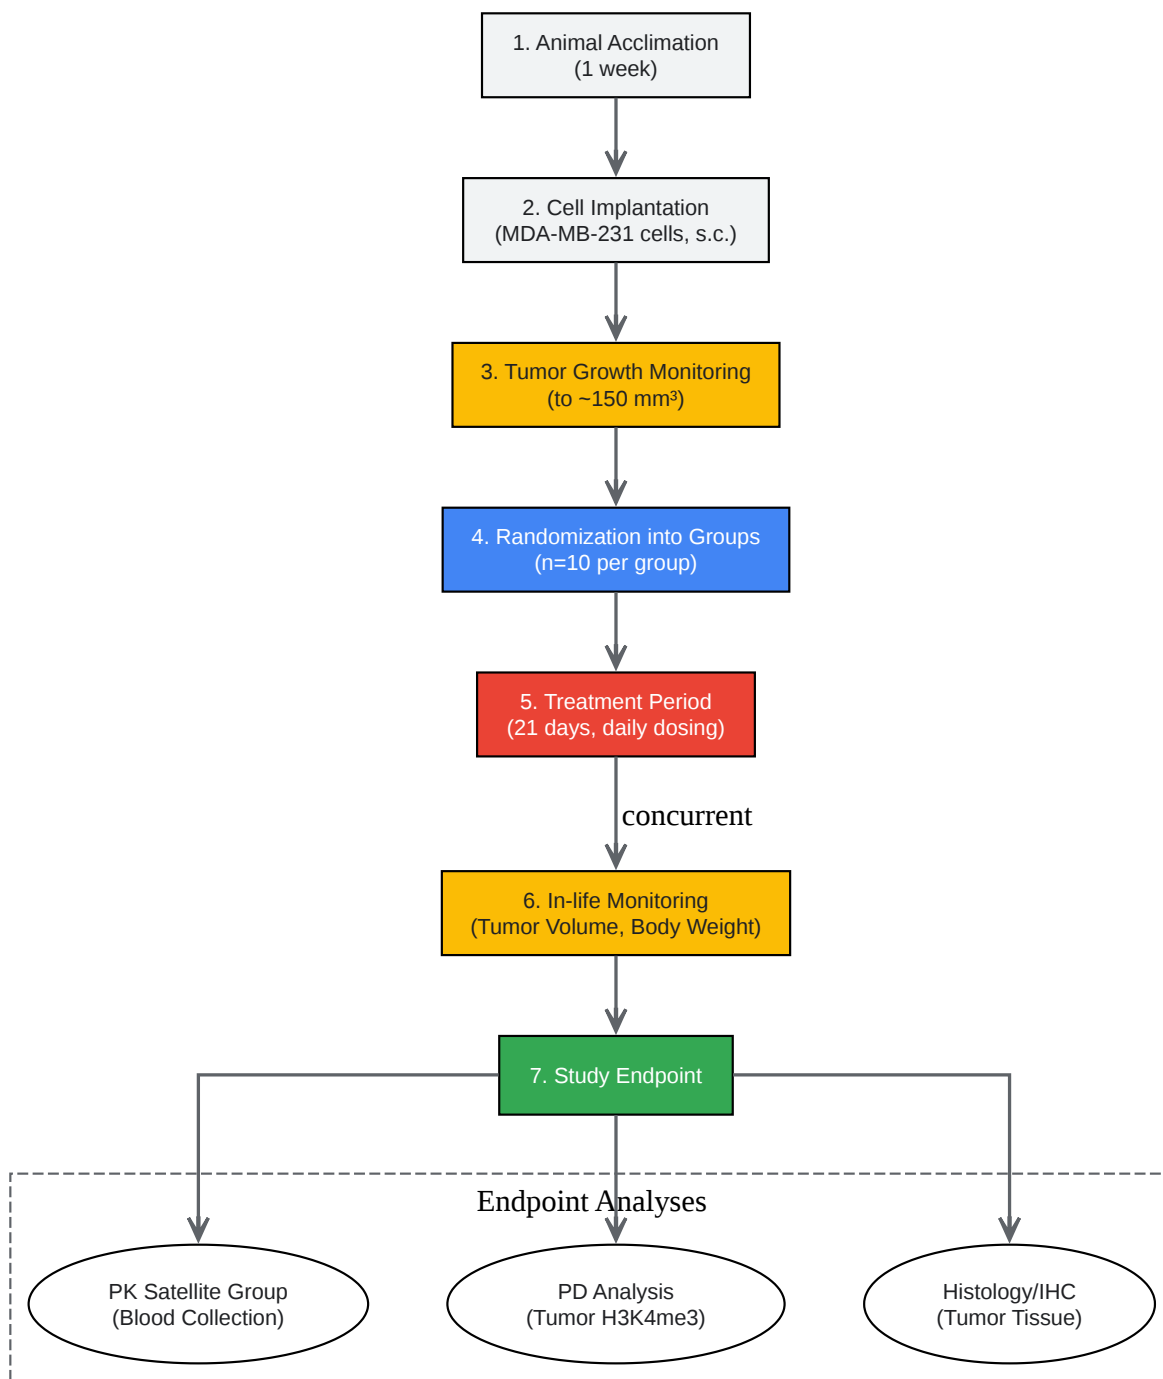 1. Animal Acclimation
(1 week)
2. Cell Implantation
(MDA-MB-231 cells, s.c.)
3. Tumor Growth Monitoring
(to ~150 mm³)
4. Randomization into Groups
(n=10 per group)
5. Treatment Period
(21 days, daily dosing)
concurrent
6. In-life Monitoring
(Tumor Volume, Body Weight)
7. Study Endpoint
Endpoint Analyses
PK Satellite Group
(Blood Collection)
PD Analysis
(Tumor H3K4me3)
Histology/IHC
(Tumor Tissue)